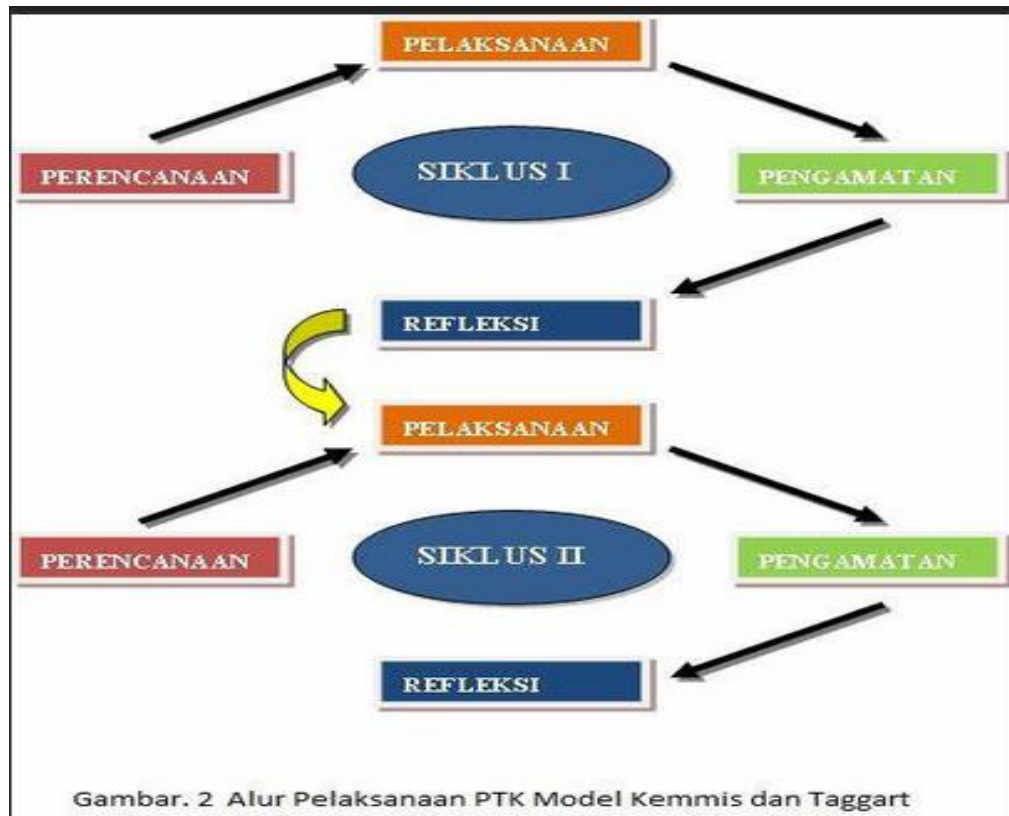 PELAKSANAAN
PERENCANAAN
SIKLUS I
PENGAMATAN
REFLEKSI
PELAKSANAAN
PERENCANAAN
SIKLUS II
PENGAMATAN
REFLEKSI
Gambar. 2 Alur Pelaksanaan PTK Model Kemmis dan Taggart